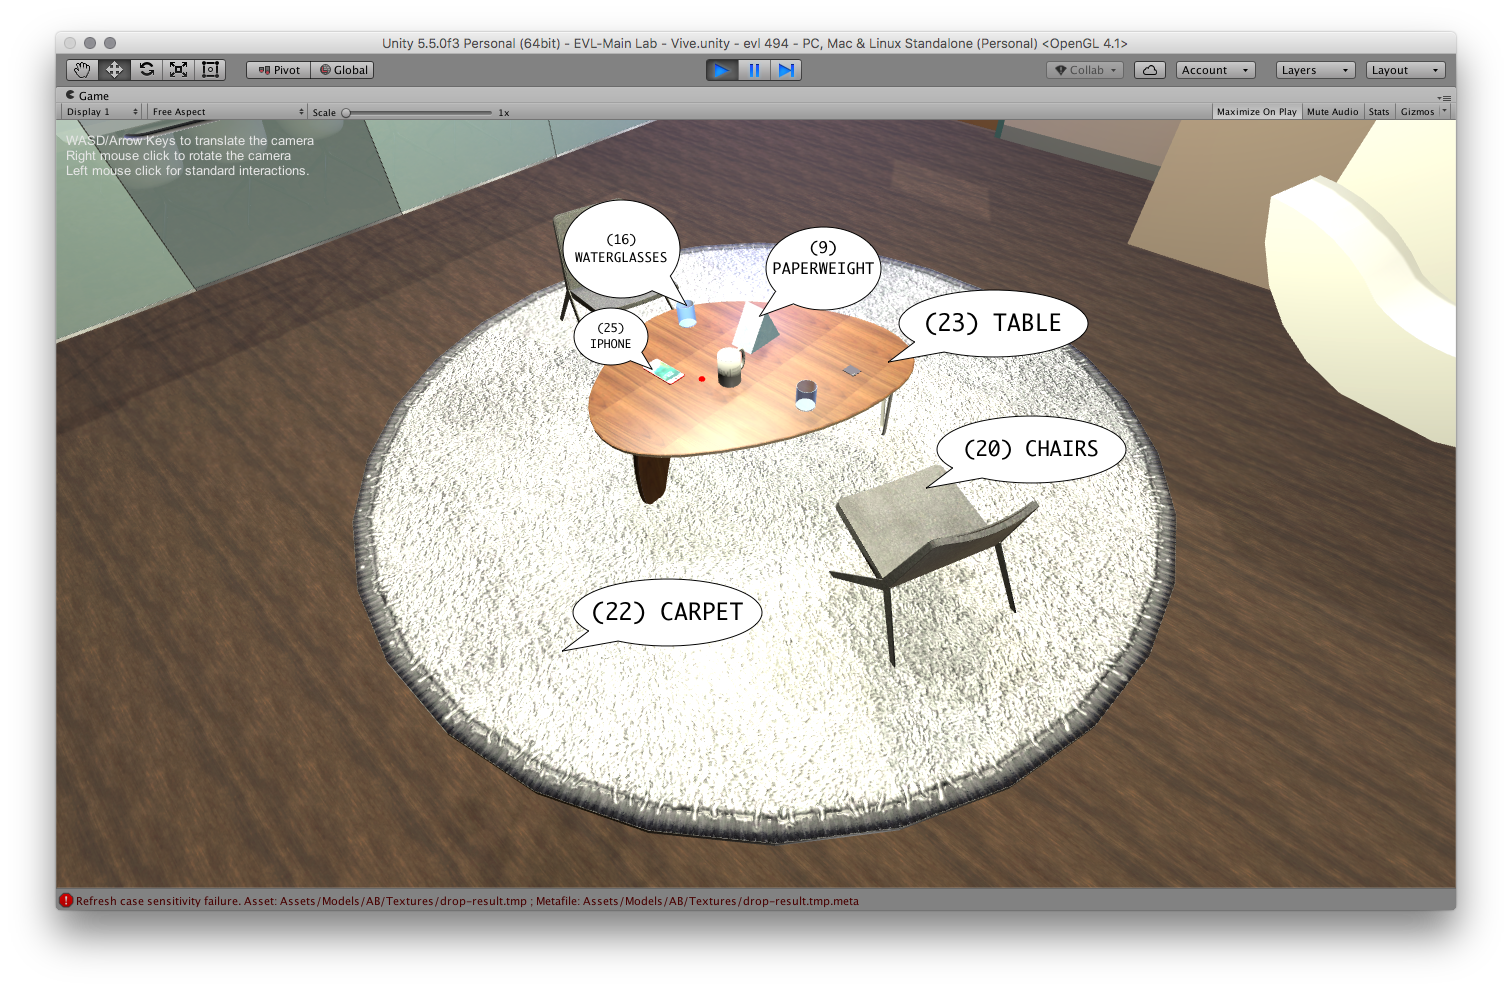 Unity 5.5.0f3 Personal (64bit) - EVL-Main Lab - Vive.unity - evl 494 - PC, Mac & Linux Standalone (Personal) <OpenGL 4.1>
Pivot Global Collab Account Layers Layout
Game
Display 1 Free Aspect Scale 1x Maximize On Play Mute Audio Stats Gizmos
WASD/Arrow Keys to translate the camera
Right mouse click to rotate the camera
Left mouse click for standard interactions.
(16)
WATERGLASSES
(9)
PAPERWEIGHT
(25)
IPHONE
(23) TABLE
(20) CHAIRS
(22) CARPET
Refresh case sensitivity failure. Asset: Assets/Models/AB/Textures/drop-result.tmp ; Metafile: Assets/Models/AB/Textures/drop-result.tmp.meta